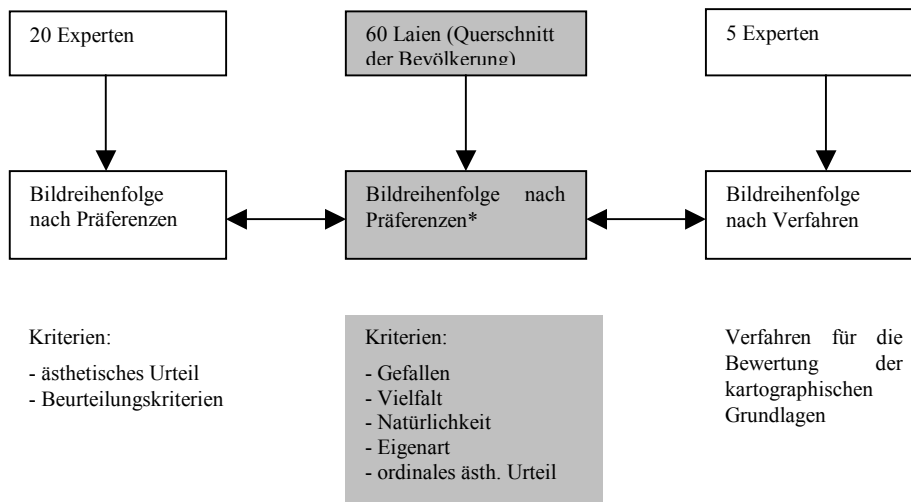 20 Experten
60 Laien (Querschnitt
der Bevölkerung)
5 Experten
Bildreihenfolge
nach Präferenzen
Bildreihenfolge nach
Präferenzen*
Bildreihenfolge
nach Verfahren
Kriterien:
- ästhetisches Urteil
- Beurteilungskriterien
Kriterien:
- Gefallen
- Vielfalt
- Natürlichkeit
- Eigenart
- ordinales ästh. Urteil
Verfahren für die
Bewertung der
kartographischen
Grundlagen